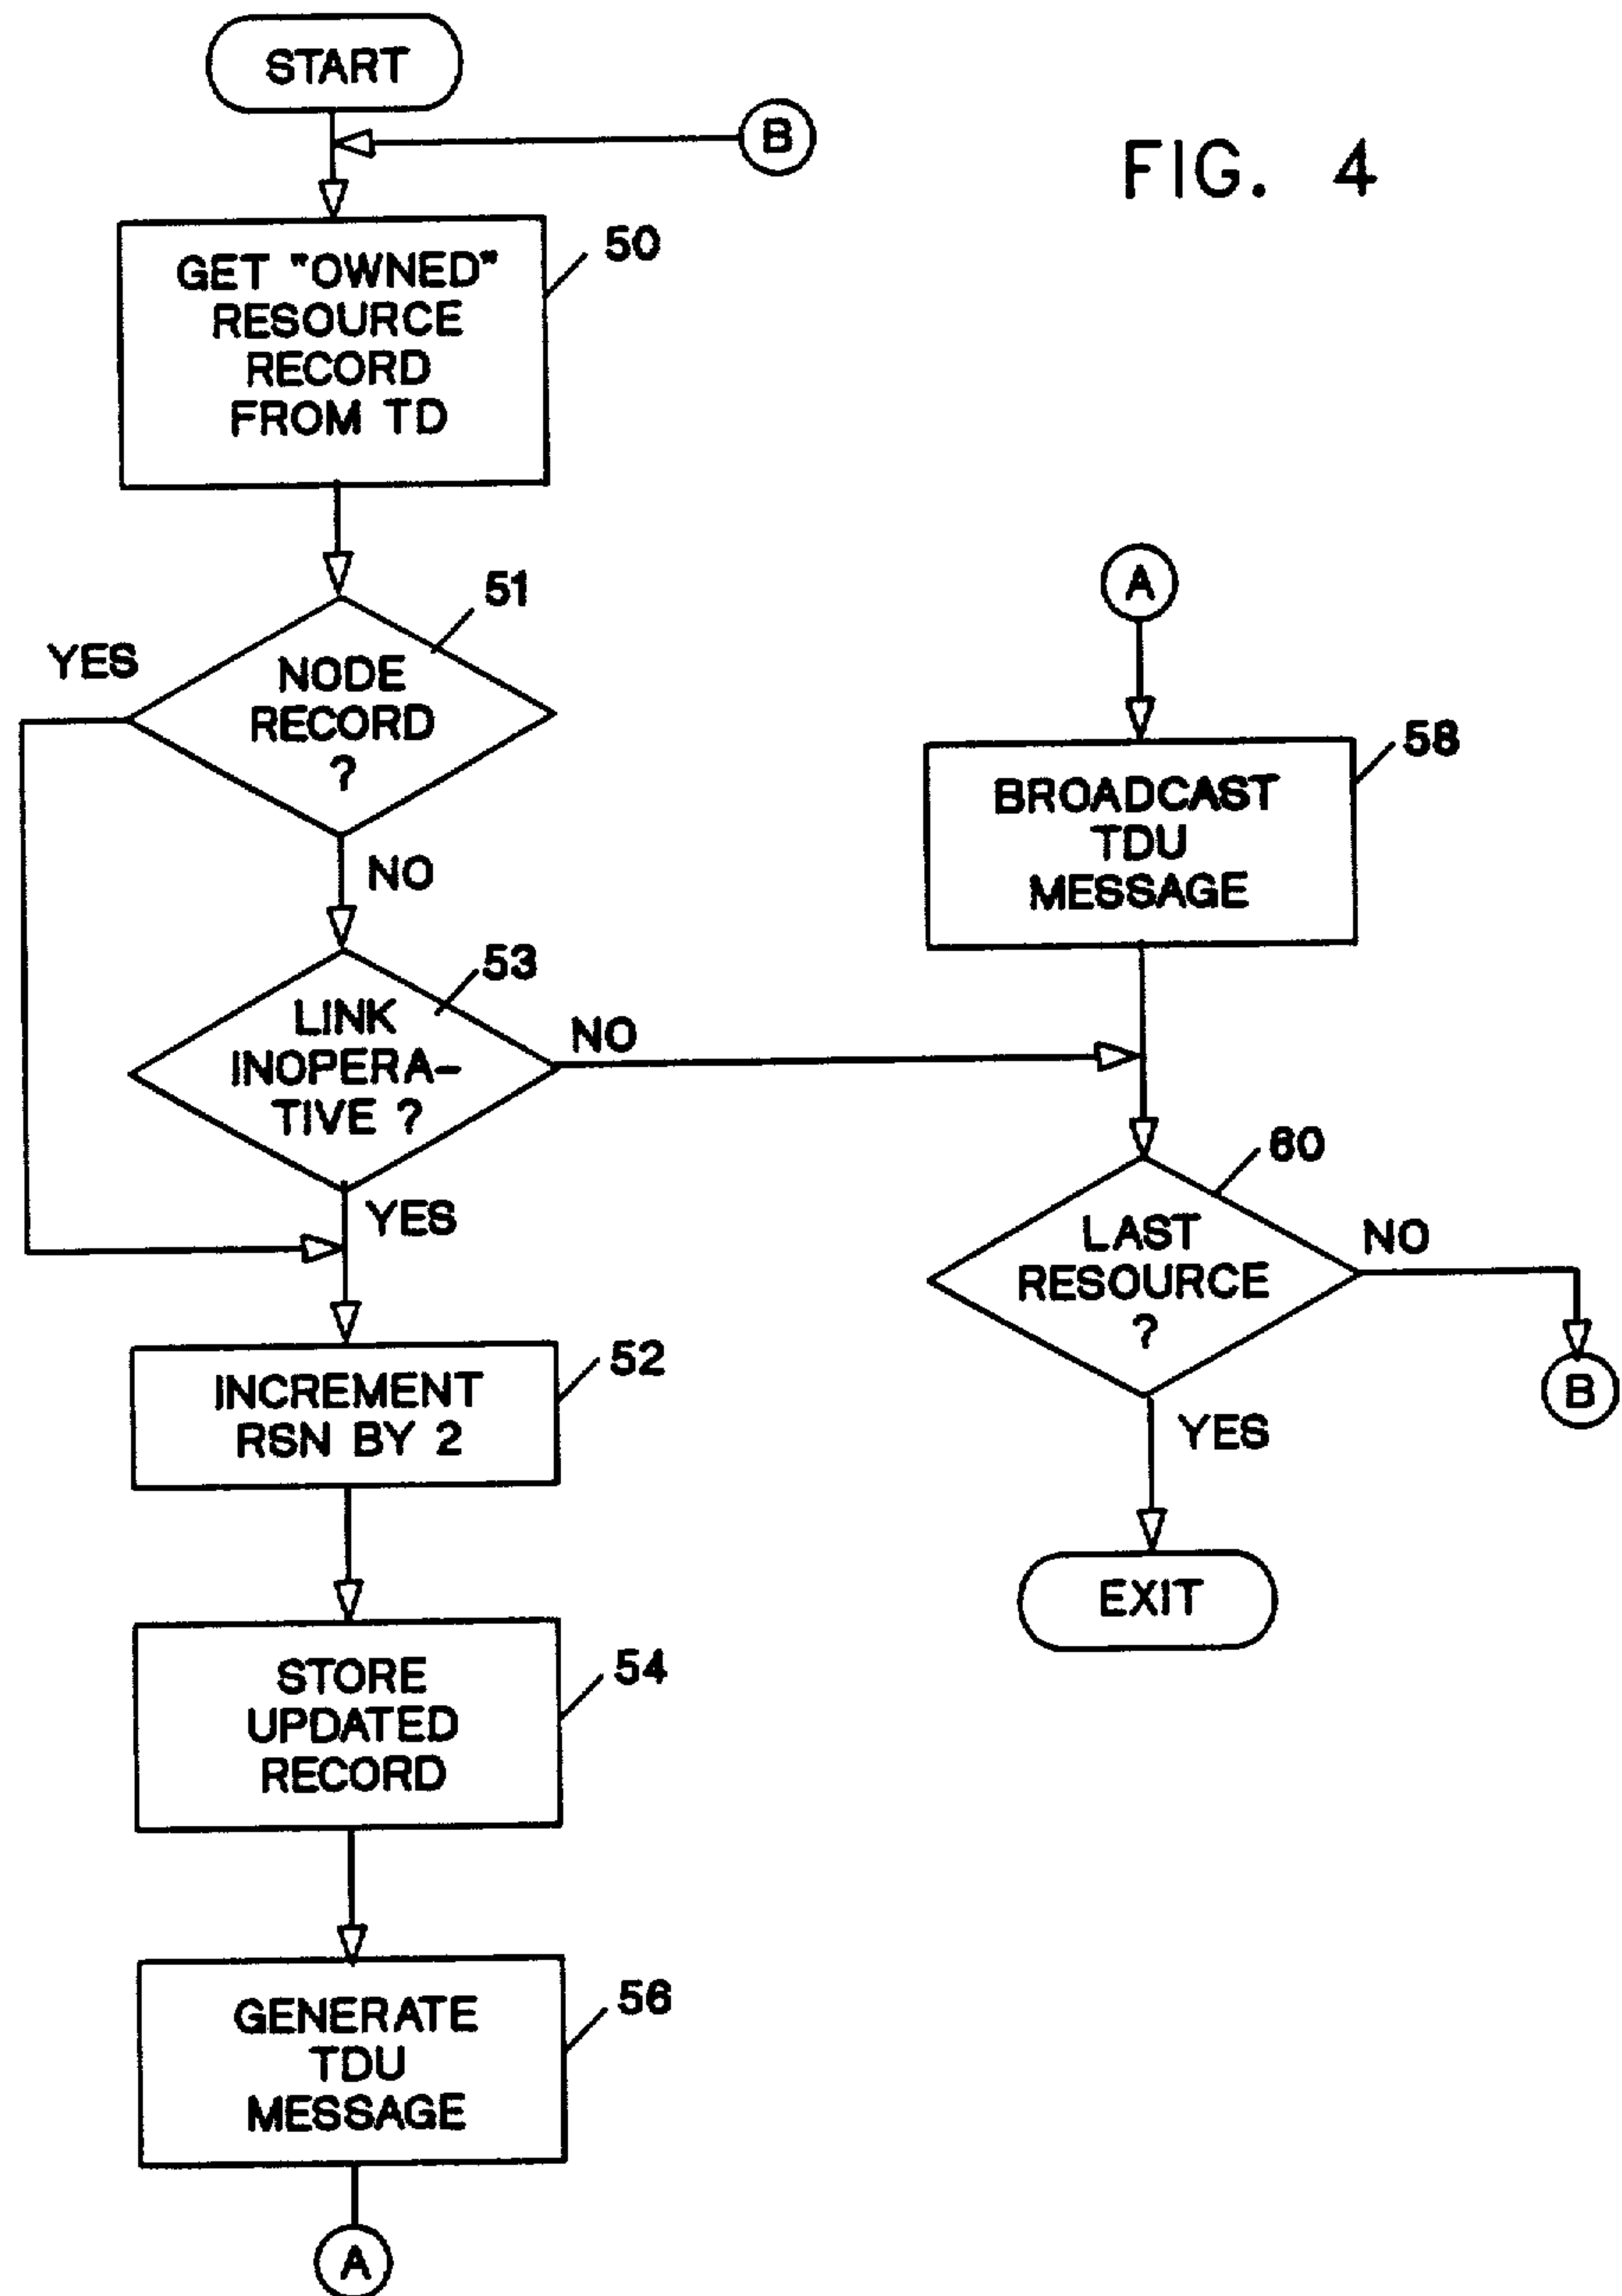 START
B
FIG. 4
GET "OWNED"
RESOURCE
RECORD
FROM TD
50
51
YES
NODE
RECORD
?
NO
53
LINK
INOPERA-
TIVE ?
NO
YES
52
INCREMENT
RSN BY 2
54
STORE
UPDATED
RECORD
56
GENERATE
TDU
MESSAGE
A
A
58
BROADCAST
TDU
MESSAGE
60
LAST
RESOURCE
?
NO
B
YES
EXIT